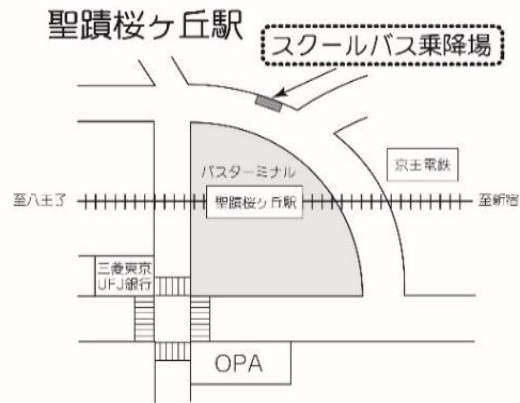 聖蹟桜ヶ丘駅
スクールバス乗降場
バスターミナル
京王電鉄
至八王子
聖蹟桜ヶ丘駅
至新宿
三菱東京
UFJ銀行
OPA